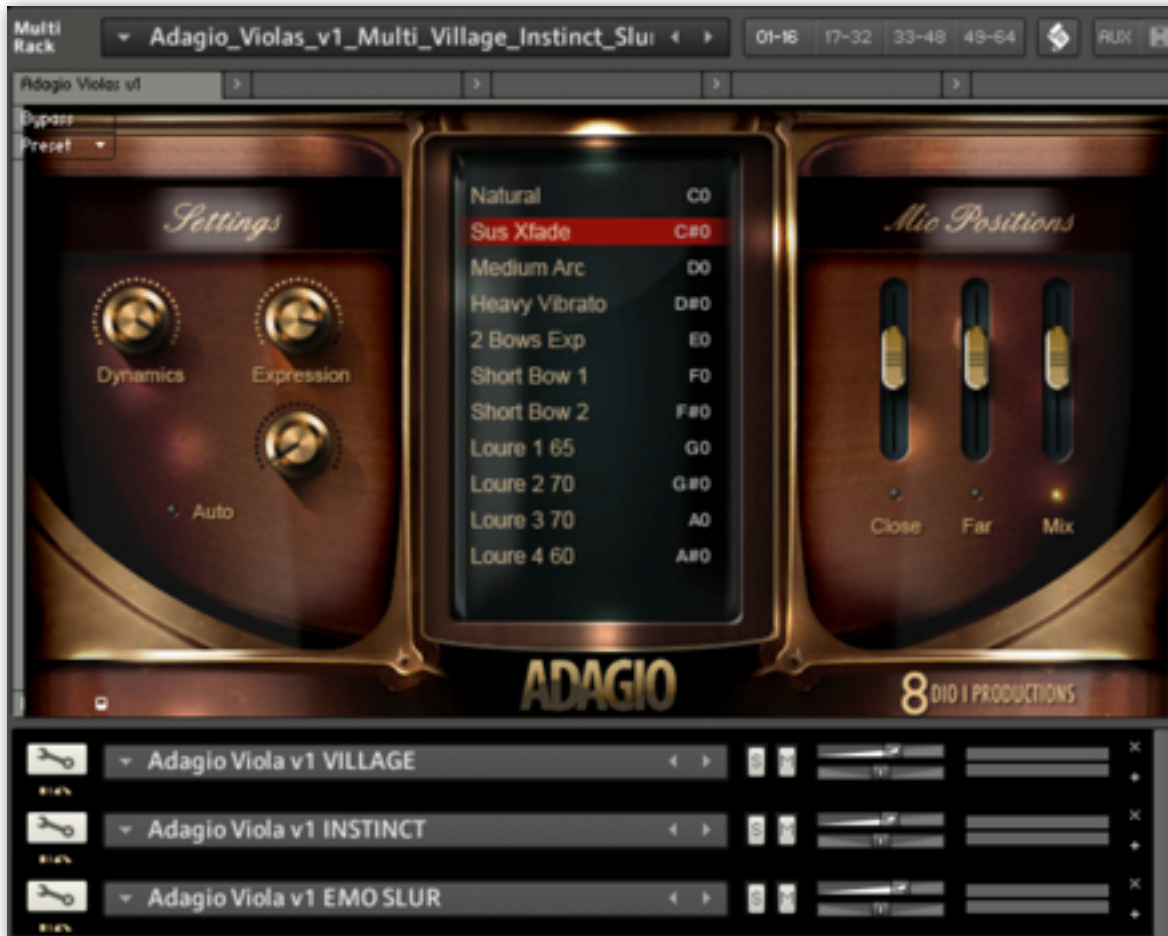 Multi
Rack
Adagio_Violas_v1_Multi_Village_Instinct_Slu
01-16 17-32 33-48 49-64 AUX
Adagio Violas v1
Bypass
Preset
Settings
Dynamics Expression
Auto
Natural C0
Sus Xfade C#0
Medium Arc D0
Heavy Vibrato D#0
2 Bows Exp E0
Short Bow 1 F0
Short Bow 2 F#0
Loure 1 65 G0
Loure 2 70 G#0
Loure 3 70 A0
Loure 4 60 A#0
Mic Positions
Close Far Mix
ADAGIO
8DIO I PRODUCTIONS
Adagio Viola v1 VILLAGE S M
Adagio Viola v1 INSTINCT S M
Adagio Viola v1 EMO SLUR S M